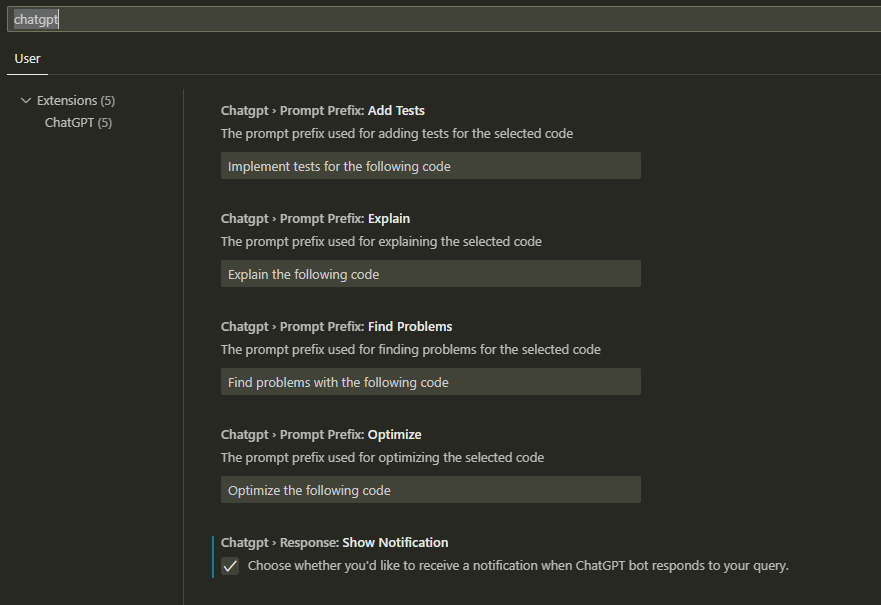 chatgpt
User
Extensions (5)
ChatGPT (5)
Chatgpt › Prompt Prefix: Add Tests
The prompt prefix used for adding tests for the selected code
Implement tests for the following code
Chatgpt › Prompt Prefix: Explain
The prompt prefix used for explaining the selected code
Explain the following code
Chatgpt › Prompt Prefix: Find Problems
The prompt prefix used for finding problems for the selected code
Find problems with the following code
Chatgpt › Prompt Prefix: Optimize
The prompt prefix used for optimizing the selected code
Optimize the following code
Chatgpt › Response: Show Notification
Choose whether you'd like to receive a notification when ChatGPT bot responds to your query.